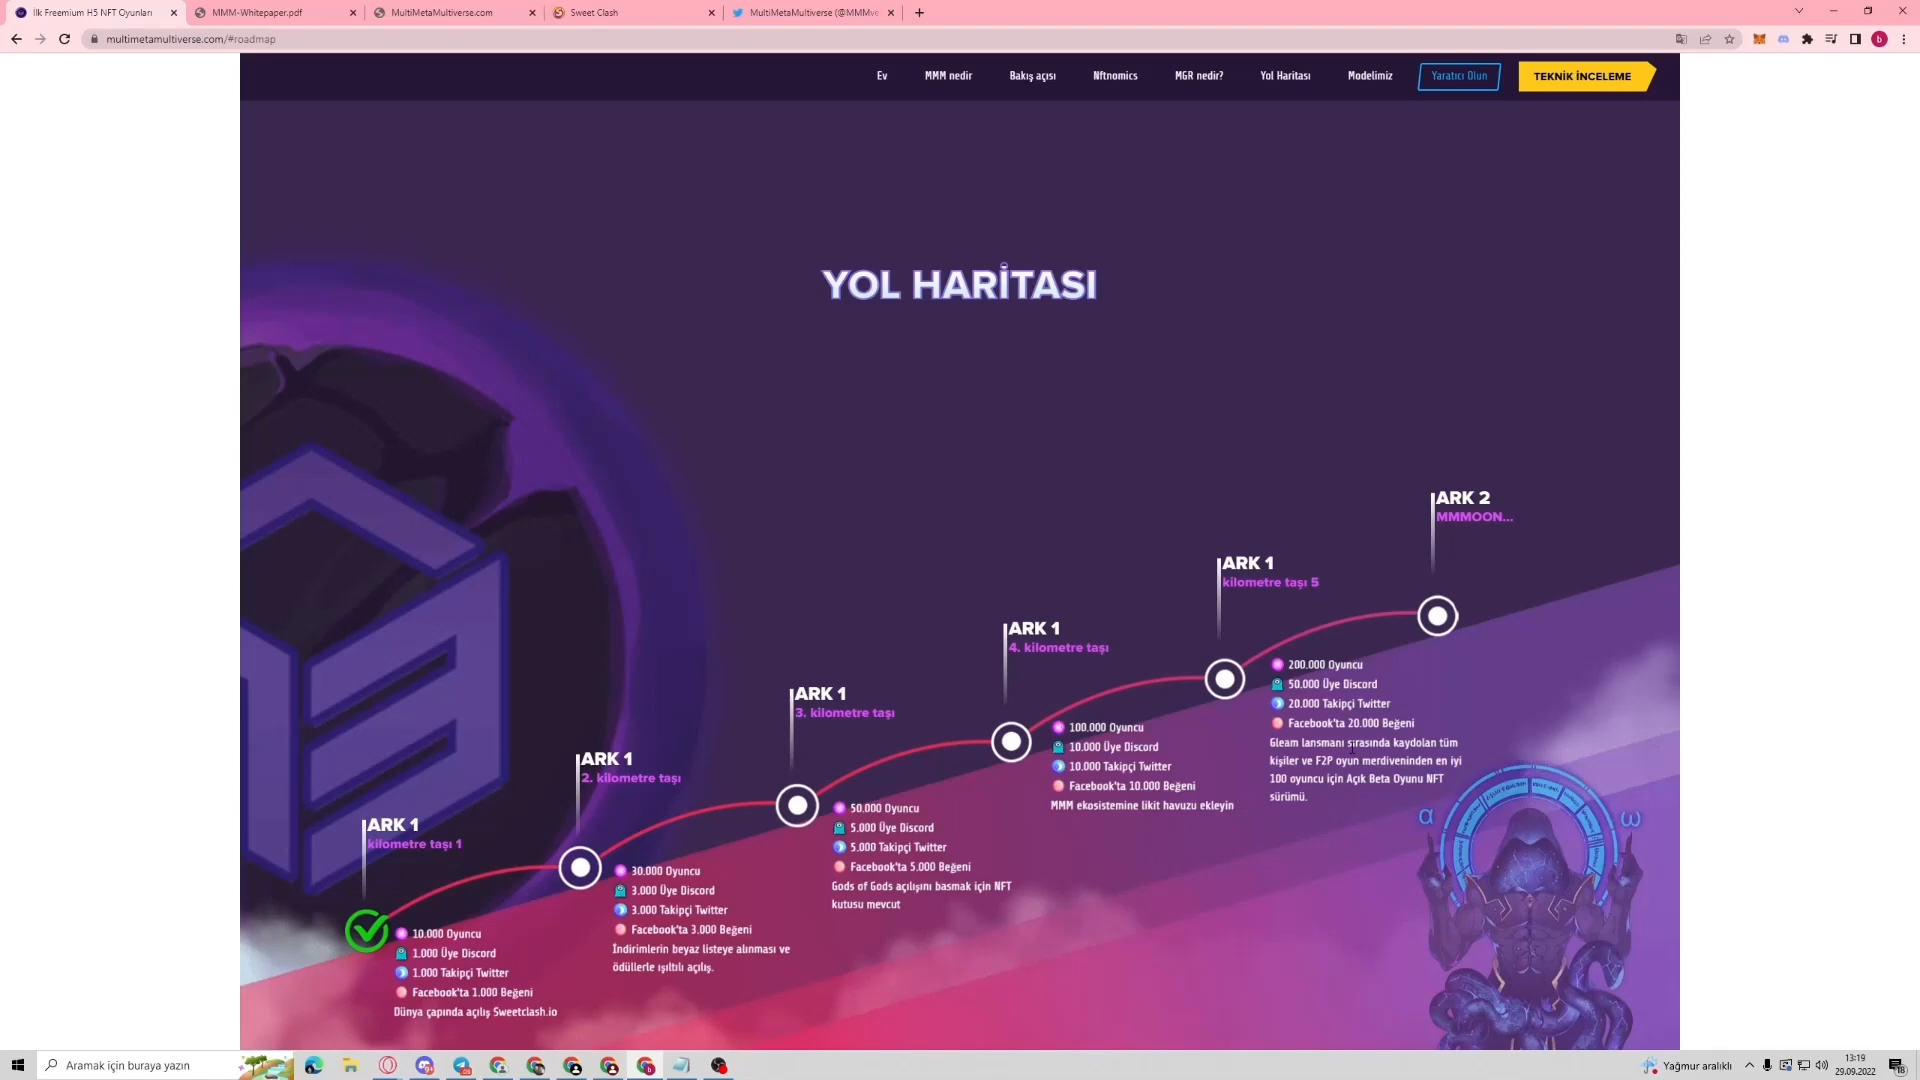 İlk Freemium H5 NFT Oyunları
MMM-Whitepaper.pdf
MultiMetaMultiverse.com
Sweet Clash
MultiMetaMultiverse (@MMMve
multimetamultiverse.com/#roadmap
b
Ev
MMM nedir
Bakış açısı
Nftnomics
MGR nedir?
Yol Haritası
Modelimiz
Yaratıcı Olun
TEKNİK İNCELEME
YOL HARİTASI
ARK 1
kilometre taşı 1
10.000 Oyuncu
1.000 Üye Discord
1.000 Takipçi Twitter
Facebook'ta 1.000 Beğeni
Dünya çapında açılış Sweetclash.io
ARK 1
2. kilometre taşı
30.000 Oyuncu
3.000 Üye Discord
3.000 Takipçi Twitter
Facebook'ta 3.000 Beğeni
İndirimlerin beyaz listeye alınması ve
ödüllerle ışıltılı açılış.
ARK 1
3. kilometre taşı
50.000 Oyuncu
5.000 Üye Discord
5.000 Takipçi Twitter
Facebook'ta 5.000 Beğeni
Gods of Gods açılışını basmak için NFT
kutusu mevcut
ARK 1
4. kilometre taşı
100.000 Oyuncu
10.000 Üye Discord
10.000 Takipçi Twitter
Facebook'ta 10.000 Beğeni
MMM ekosistemine likit havuzu ekleyin
ARK 1
kilometre taşı 5
200.000 Oyuncu
50.000 Üye Discord
20.000 Takipçi Twitter
Facebook'ta 20.000 Beğeni
Gleam lansmanı sırasında kaydolan tüm
kişiler ve F2P oyun merdiveninden en iyi
100 oyuncu için Açık Beta Oyunu NFT
sürümü.
ARK 2
MMMOON...
α
ω
Aramak için buraya yazın
Yağmur aralıklı
13:19
29.09.2022